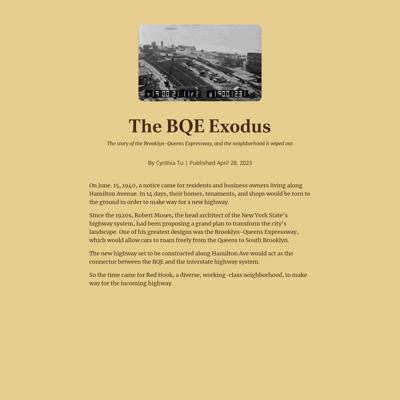 The BQE Exodus
The story of the Brooklyn-Queens Expressway, and the neighborhood it wiped out
By Cynthia Tu | Published April 28, 2023
On June. 15, 1940, a notice came for residents and business owners living along
Hamilton Avenue. In 14 days, their homes, tenaments, and shops would be torn to
the ground in order to make way for a new highway.
Since the 1920s, Robert Moses, the head architect of the New York State's
highway system, had been proposing a grand plan to transform the city's
landscape. One of his greatest designs was the Brooklyn-Queens Expressway,
which would allow cars to roam freely from the Queens to South Brooklyn.
The new highway set to be constructed along Hamilton Ave would act as the
connector between the BQE and the interstate highway system.
So the time came for Red Hook, a diverse, working-class neighborhood, to make
way for the incoming highway.